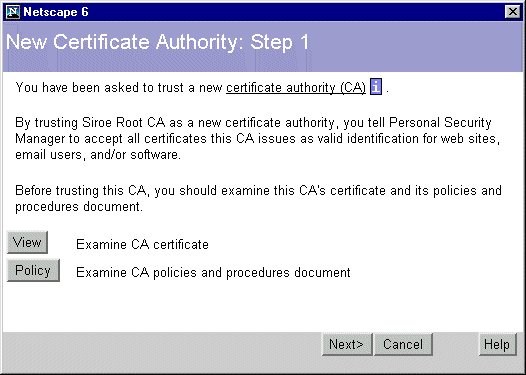 Netscape 6
New Certificate Authority: Step 1
You have been asked to trust a new certificate authority (CA) i .
By trusting Siroe Root CA as a new certificate authority, you tell Personal Security
Manager to accept all certificates this CA issues as valid identification for web sites,
email users, and/or software.
Before trusting this CA, you should examine this CA's certificate and its policies and
procedures document.
View Examine CA certificate
Policy Examine CA policies and procedures document
Next> Cancel Help